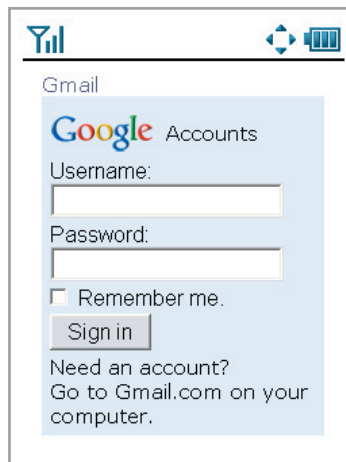 Gmail
Google Accounts
Username:
Password:
Remember me.
Sign in
Need an account?
Go to Gmail.com on your
computer.